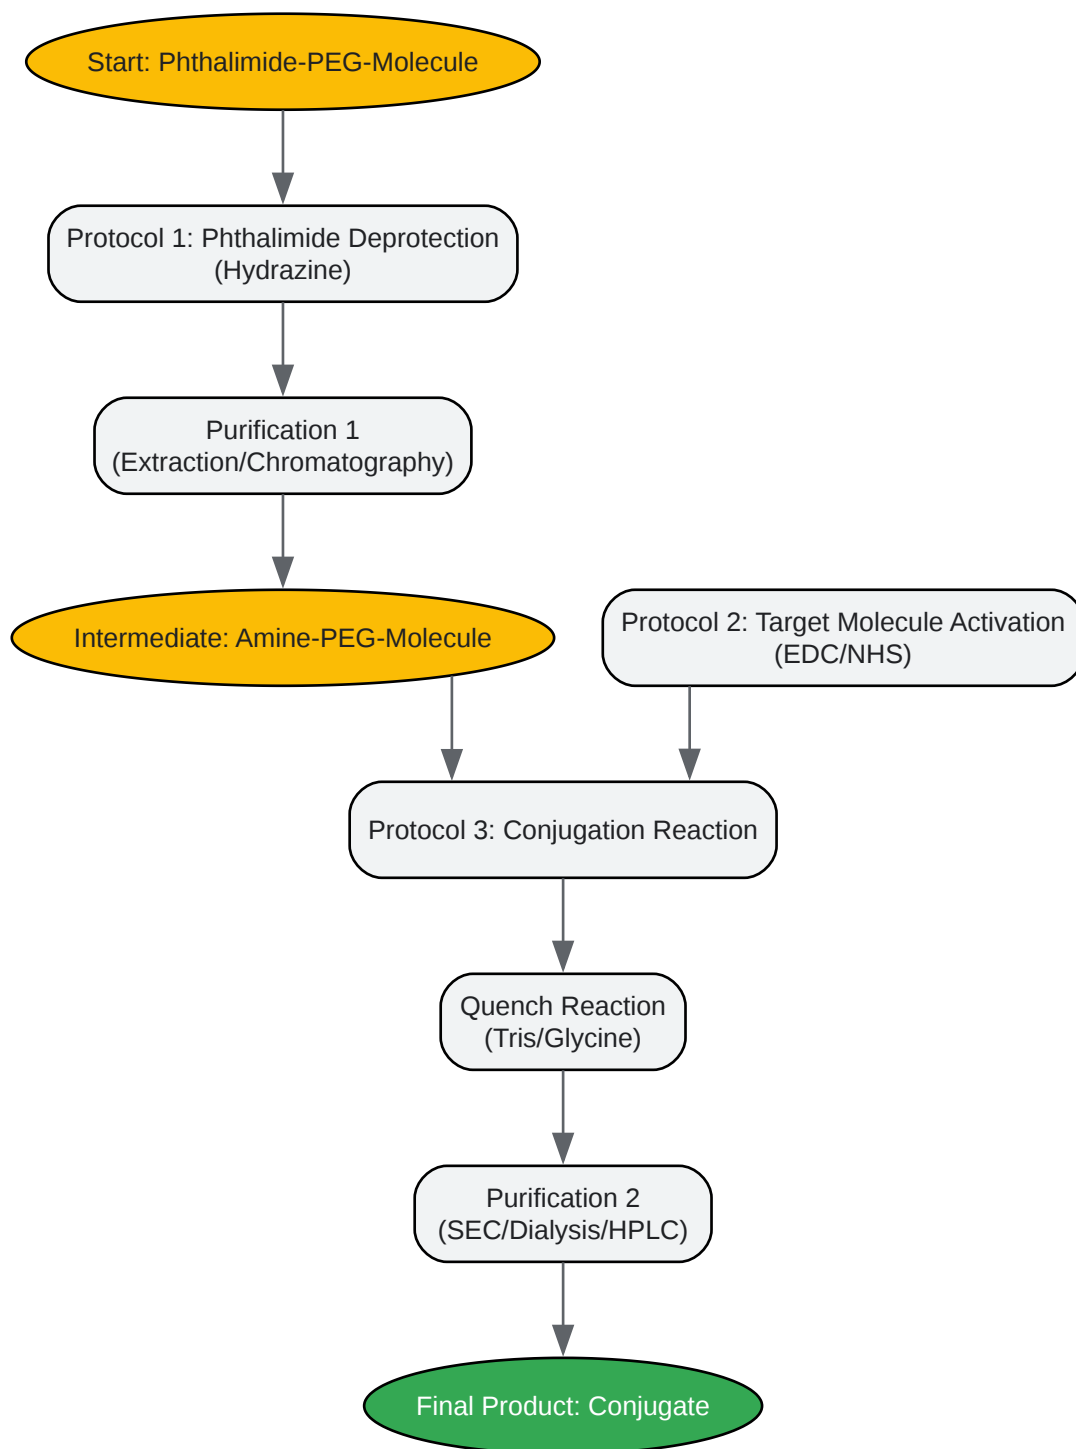 Start: Phthalimide-PEG-Molecule
Protocol 1: Phthalimide Deprotection
(Hydrazine)
Purification 1
(Extraction/Chromatography)
Intermediate: Amine-PEG-Molecule
Protocol 2: Target Molecule Activation
(EDC/NHS)
Protocol 3: Conjugation Reaction
Quench Reaction
(Tris/Glycine)
Purification 2
(SEC/Dialysis/HPLC)
Final Product: Conjugate